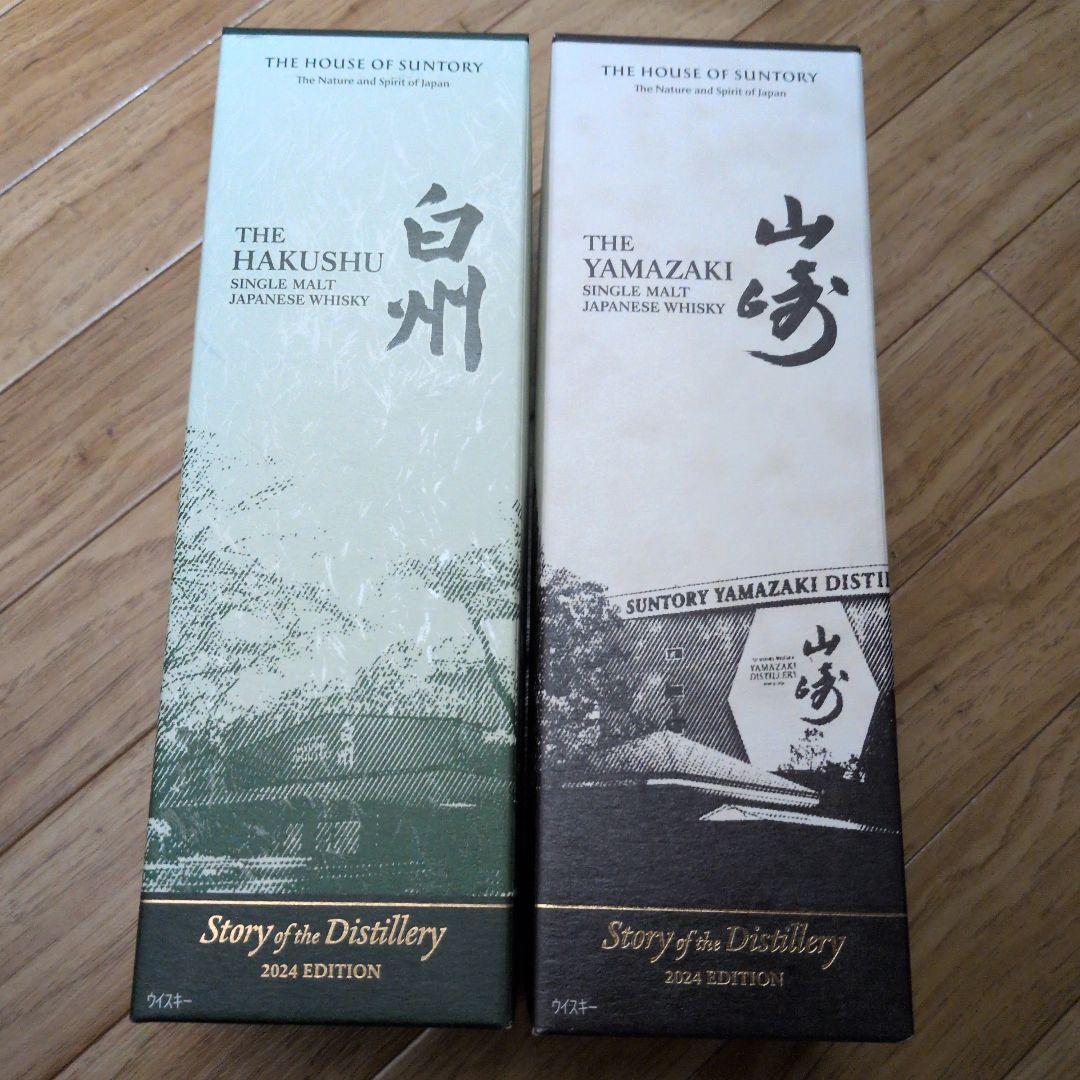 THE HOUSE OF SUNTORY
The Nature and Spirit of Japan
THE
HAKUSHU
SINGLE MALT
JAPANESE WHISKY
白州
Story of the Distillery
2024 EDITION
ウイスキー
THE HOUSE OF SUNTORY
The Nature and Spirit of Japan
THE
YAMAZAKI
SINGLE MALT
JAPANESE WHISKY
山崎
SUNTORY YAMAZAKI DISTI
YAMAZAKI
DISTILLERY
山崎
Story of the Distillery
2024 EDITION
ウイスキー